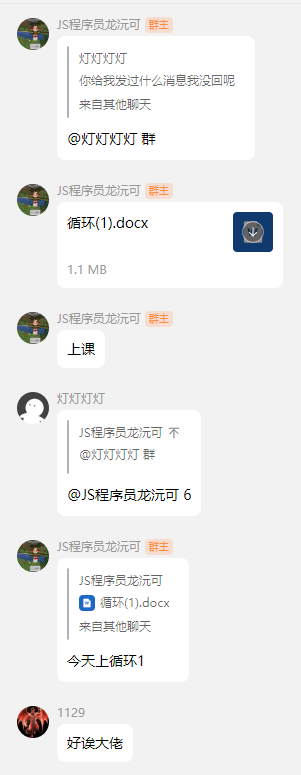 JS程序员龙沅可 群主
灯灯灯灯
你给我发过什么消息我没回呢
来自其他聊天
@灯灯灯灯 群
JS程序员龙沅可 群主
循环(1).docx
1.1 MB
JS程序员龙沅可 群主
上课
灯灯灯灯
JS程序员龙沅可 不
@灯灯灯灯 群
@JS程序员龙沅可 6
JS程序员龙沅可 群主
JS程序员龙沅可
循环(1).docx
来自其他聊天
今天上循环1
1129
好诶大佬